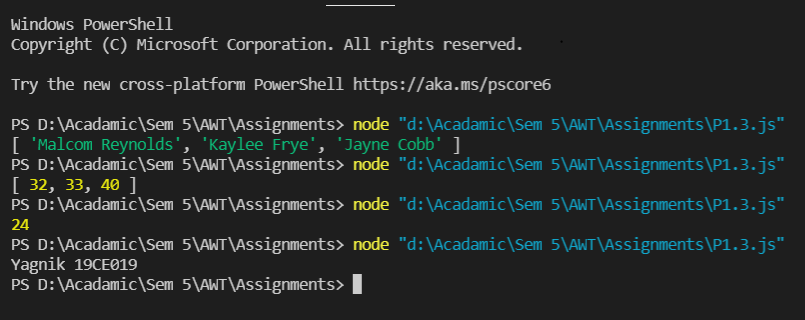 Windows PowerShell
Copyright (C) Microsoft Corporation. All rights reserved.
Try the new cross-platform PowerShell https://aka.ms/pscore6
PS D:\Acadamic\Sem 5\AWT\Assignments> node "d:\Acadamic\Sem 5\AWT\Assignments\P1.3.js"
[ 'Malcom Reynolds', 'Kaylee Frye', 'Jayne Cobb' ]
PS D:\Acadamic\Sem 5\AWT\Assignments> node "d:\Acadamic\Sem 5\AWT\Assignments\P1.3.js"
[ 32, 33, 40 ]
PS D:\Acadamic\Sem 5\AWT\Assignments> node "d:\Acadamic\Sem 5\AWT\Assignments\P1.3.js"
24
PS D:\Acadamic\Sem 5\AWT\Assignments> node "d:\Acadamic\Sem 5\AWT\Assignments\P1.3.js"
Yagnik 19CE019
PS D:\Acadamic\Sem 5\AWT\Assignments>